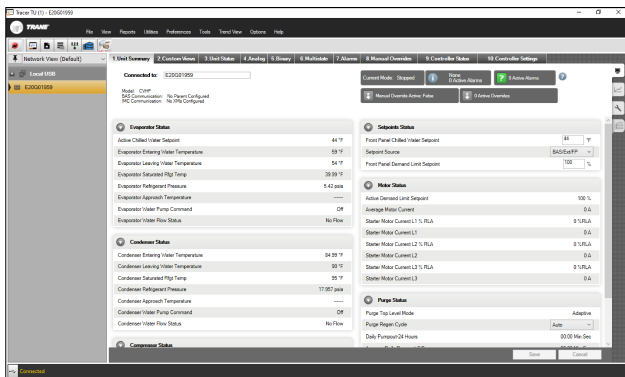 Tracer TU (1) - E20G01959
TRANE
File View Reports Utilities Preferences Tools Trend View Options Help
Network View (Default)
Local USB
E20G01959
1.Unit Summary 2.Custom Views 3.Unit Status 4.Analog 5.Binary 6.Multistate 7.Alarms 8.Manual Overrides 9.Controller Status 10.Controller Settings
Connected to: E20G01959
Model: CVHF
BAS Communication: No Parent Configured
IMC Communication: No XMs Configured
Current Mode: Stopped
None
0 Active Alarms
0 Active Alarms
Manual Override Active: False
0 Active Overrides
Evaporator Status
Active Chilled Water Setpoint 44 °F
Evaporator Entering Water Temperature 59 °F
Evaporator Leaving Water Temperature 54 °F
Evaporator Saturated Rfgt Temp 39.99 °F
Evaporator Refrigerant Pressure 5.42 psia
Evaporator Approach Temperature -----
Evaporator Water Pump Command Off
Evaporator Water Flow Status No Flow
Condenser Status
Condenser Entering Water Temperature 84.99 °F
Condenser Leaving Water Temperature 90 °F
Condenser Saturated Rfgt Temp 95 °F
Condenser Refrigerant Pressure 17.957 psia
Condenser Approach Temperature -----
Condenser Water Pump Command Off
Condenser Water Flow Status No Flow
Compressor Status
Setpoints Status
Front Panel Chilled Water Setpoint 44 °F
Setpoint Source BAS/Ext/FP
Front Panel Demand Limit Setpoint 100 %
Motor Status
Active Demand Limit Setpoint 100 %
Average Motor Current 0 A
Starter Motor Current L1 % RLA 0 %RLA
Starter Motor Current L1 0 A
Starter Motor Current L2 % RLA 0 %RLA
Starter Motor Current L2 0 A
Starter Motor Current L3 % RLA 0 %RLA
Starter Motor Current L3 0 A
Purge Status
Purge Top Level Mode Adaptive
Purge Regen Cycle Auto
Daily Pumpout-24 Hours 00:00 Min:Sec
Save Cancel
Connected